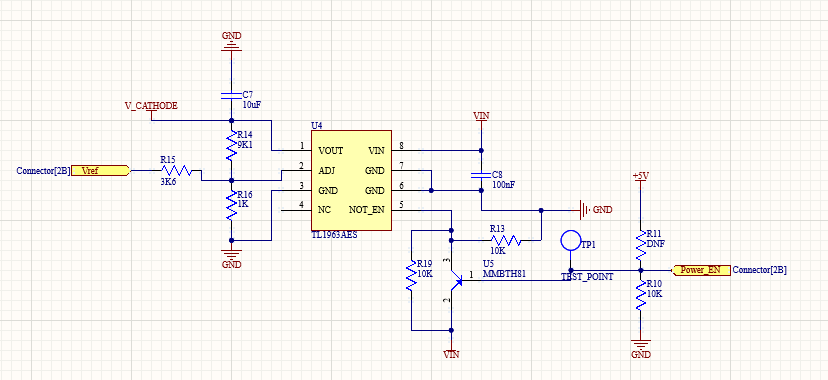 GND
C7
10uF
V_CATHODE
R14
9K1
Connector[2B]
Vref
R15
3K6
R16
1K
GND
U4
1
VOUT
2
ADJ
3
GND
4
NC
VIN
8
GND
7
GND
6
NOT_EN
5
TL1963AES
VIN
C8
100nF
GND
R13
10K
R19
10K
3
U5
MMBTH81
1
2
VIN
TP1
TEST_POINT
+5V
R11
DNF
Power_EN
Connector[2B]
R10
10K
GND